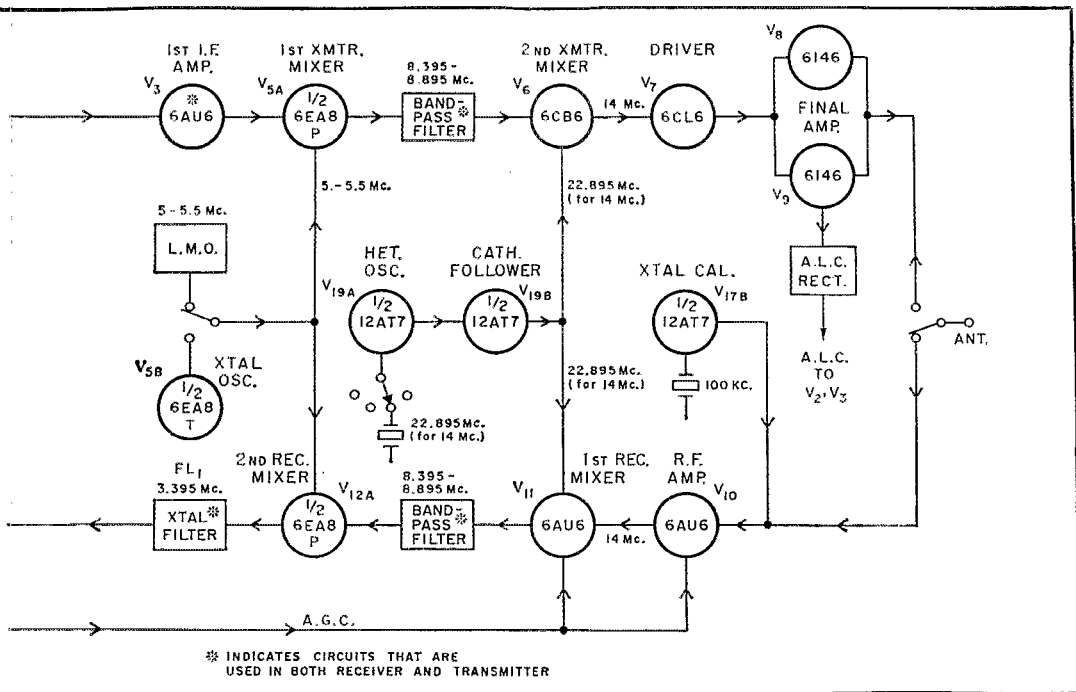 1ST I.F.
AMP.
V3
※
6AU6
1ST XMTR.
MIXER
V5A
1/2
6EA8
P
8.395-
8.895 Mc.
BAND-
PASS ※
FILTER
2ND XMTR.
MIXER
V6
6CB6
14 Mc.
DRIVER
V7
6CL6
V8
6146
FINAL
AMP.
6146
V9
5.-5.5 Mc.
22.895 Mc.
(for 14 Mc.)
5-5.5 Mc.
L.M.O.
HET.
OSC.
V19A
1/2
12AT7
CATH.
FOLLOWER
V19B
1/2
12AT7
XTAL CAL.
V17B
1/2
12AT7
100 KC.
A.L.C.
RECT.
A.L.C.
TO
V2, V3
ANT.
V5B
XTAL
OSC.
1/2
6EA8
T
22.895 Mc.
(for 14 Mc.)
22.895 Mc.
(for 14 Mc.)
FL1
3.395 Mc.
XTAL ※
FILTER
2ND REC.
MIXER
V12A
1/2
6EA8
P
8.395-
8.895 Mc.
BAND-
PASS ※
FILTER
1ST REC.
MIXER
V11
6AU6
14 Mc.
R.F.
AMP.
V10
6AU6
A.G.C.
※ INDICATES CIRCUITS THAT ARE
USED IN BOTH RECEIVER AND TRANSMITTER